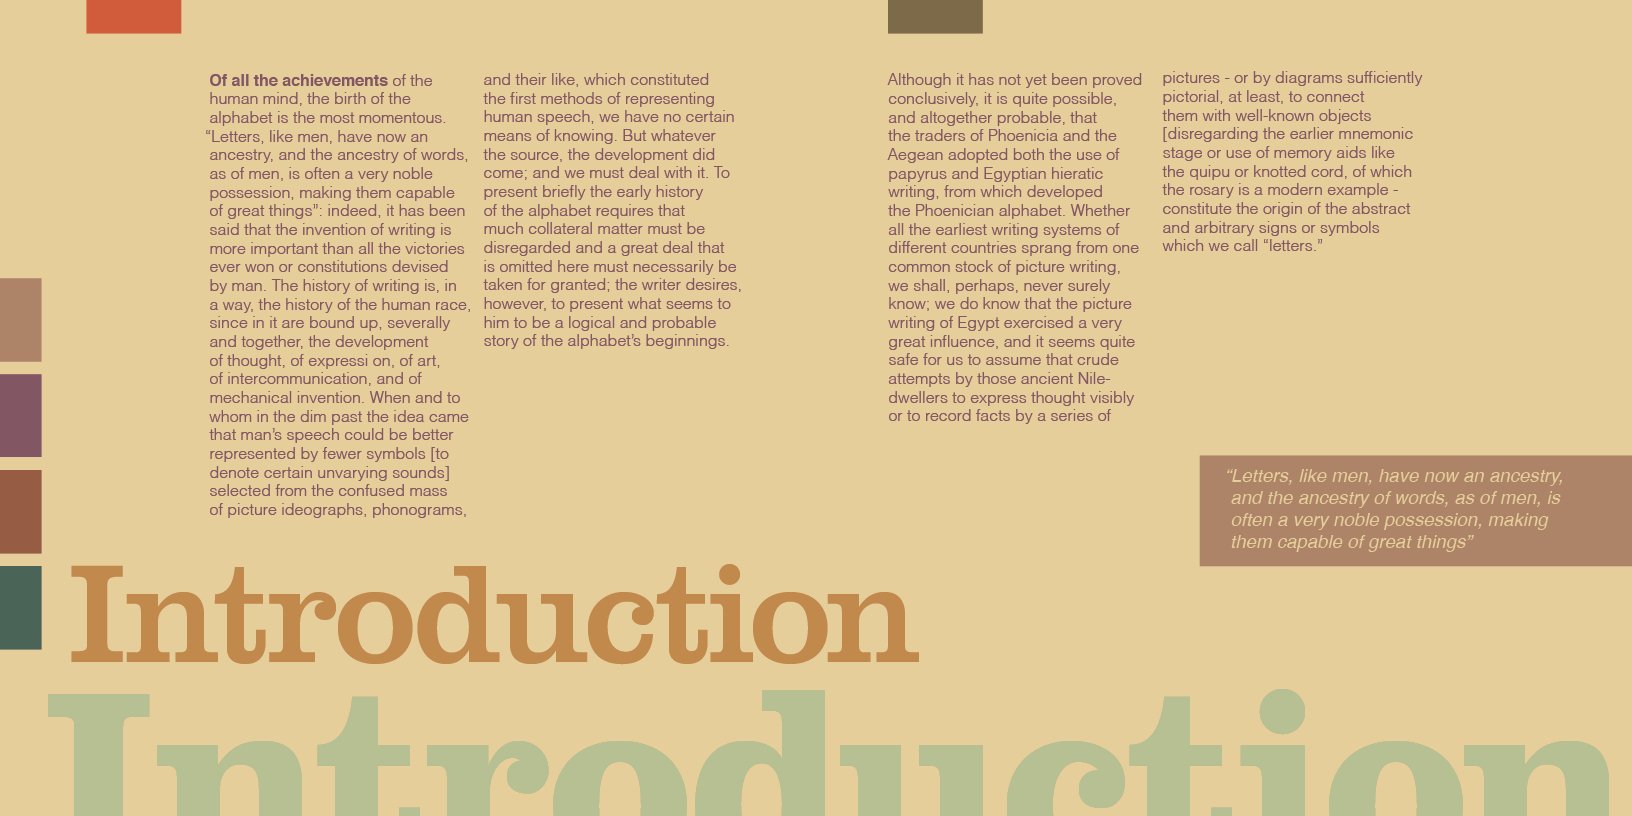 Of all the achievements of the
human mind, the birth of the
alphabet is the most momentous.
“Letters, like men, have now an
ancestry, and the ancestry of words,
as of men, is often a very noble
possession, making them capable
of great things”: indeed, it has been
said that the invention of writing is
more important than all the victories
ever won or constitutions devised
by man. The history of writing is, in
a way, the history of the human race,
since in it are bound up, severally
and together, the development
of thought, of expressi on, of art,
of intercommunication, and of
mechanical invention. When and to
whom in the dim past the idea came
that man’s speech could be better
represented by fewer symbols [to
denote certain unvarying sounds]
selected from the confused mass
of picture ideographs, phonograms,
and their like, which constituted
the first methods of representing
human speech, we have no certain
means of knowing. But whatever
the source, the development did
come; and we must deal with it. To
present briefly the early history
of the alphabet requires that
much collateral matter must be
disregarded and a great deal that
is omitted here must necessarily be
taken for granted; the writer desires,
however, to present what seems to
him to be a logical and probable
story of the alphabet’s beginnings.
Although it has not yet been proved
conclusively, it is quite possible,
and altogether probable, that
the traders of Phoenicia and the
Aegean adopted both the use of
papyrus and Egyptian hieratic
writing, from which developed
the Phoenician alphabet. Whether
all the earliest writing systems of
different countries sprang from one
common stock of picture writing,
we shall, perhaps, never surely
know; we do know that the picture
writing of Egypt exercised a very
great influence, and it seems quite
safe for us to assume that crude
attempts by those ancient Nile-
dwellers to express thought visibly
or to record facts by a series of
pictures - or by diagrams sufficiently
pictorial, at least, to connect
them with well-known objects
[disregarding the earlier mnemonic
stage or use of memory aids like
the quipu or knotted cord, of which
the rosary is a modern example -
constitute the origin of the abstract
and arbitrary signs or symbols
which we call “letters.”
“Letters, like men, have now an ancestry,
and the ancestry of words, as of men, is
often a very noble possession, making
them capable of great things”
Introduction
Introduction